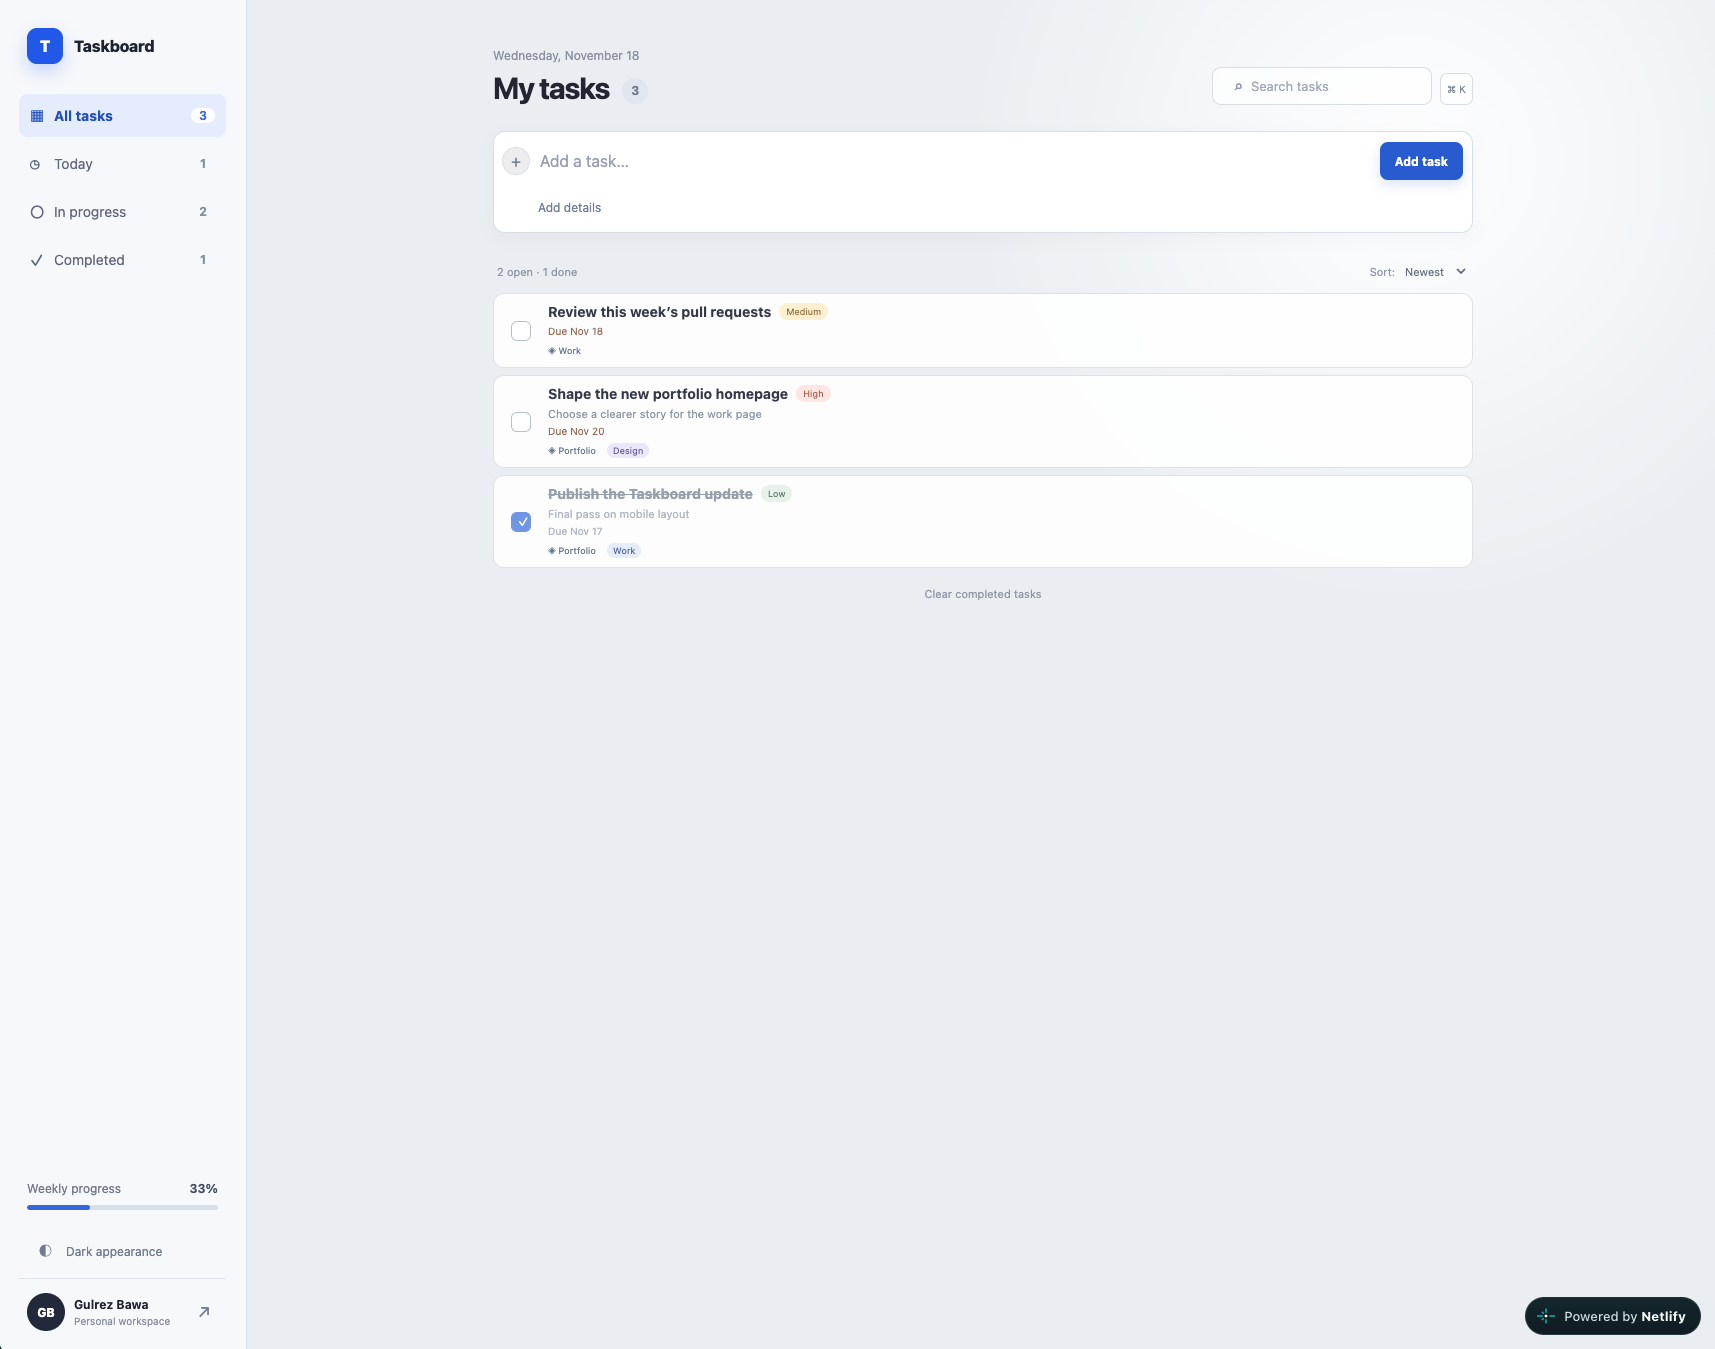 T Taskboard
All tasks 3
Today 1
In progress 2
Completed 1
Weekly progress 33%
Dark appearance
GB Gulrez Bawa
Personal workspace
Wednesday, November 18
My tasks 3
Search tasks ⌘ K
+ Add a task... Add task
Add details
2 open · 1 done Sort: Newest
Review this week’s pull requests Medium
Due Nov 18
Work
Shape the new portfolio homepage High
Choose a clearer story for the work page
Due Nov 20
Portfolio Design
Publish the Taskboard update Low
Final pass on mobile layout
Due Nov 17
Portfolio Work
Clear completed tasks
Powered by Netlify